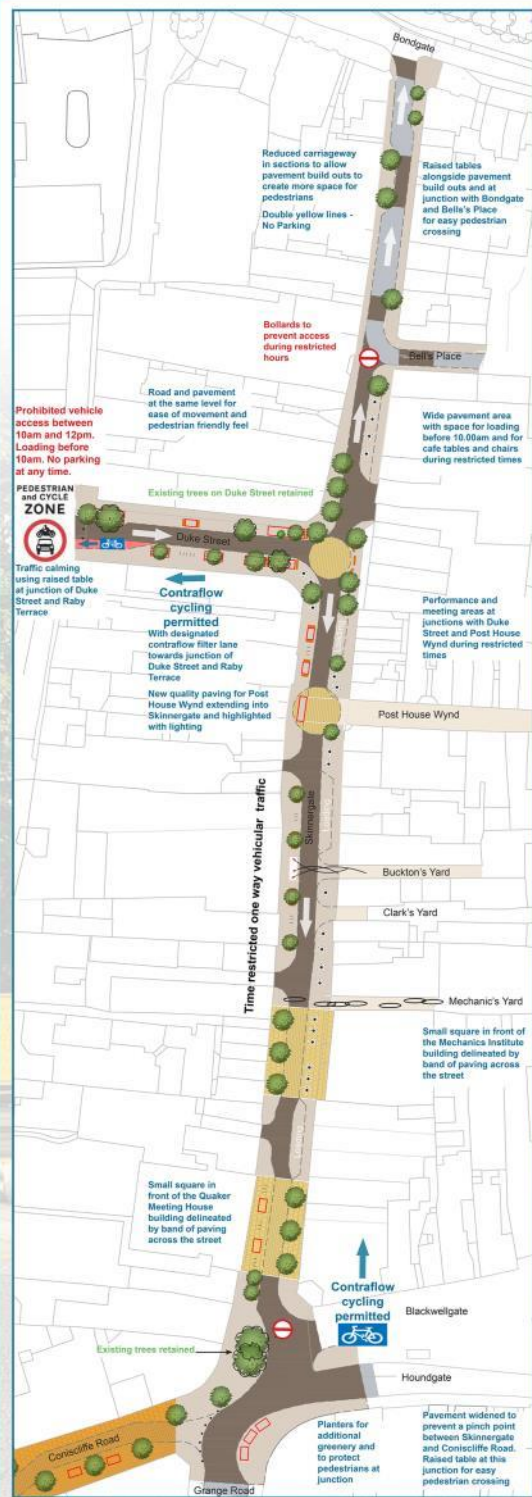 Bondgate
Reduced carriageway
in sections to allow
pavement build outs to
create more space for
pedestrians
Double yellow lines -
No Parking
Raised tables
alongside pavement
build outs and at
junction with Bondgate
and Bells's Place
for easy pedestrian
crossing
Bollards to
prevent access
during restricted
hours
Bell's Place
Road and pavement
at the same level for
ease of movement and
pedestrian friendly feel
Wide pavement area
with space for loading
before 10.00am and for
cafe tables and chairs
during restricted times
Prohibited vehicle
access between
10am and 12pm.
Loading before
10am. No parking
at any time.
PEDESTRIAN
and CYCLE
ZONE
Existing trees on Duke Street retained
Duke Street
Traffic calming
using raised table
at junction of Duke
Street and Raby
Terrace
Contraflow
cycling
permitted
With designated
contraflow filter lane
towards junction of
Duke Street and Raby
Terrace
New quality paving for Post
House Wynd extending into
Skinnergate and highlighted
with lighting
Performance and
meeting areas at
junctions with Duke
Street and Post House
Wynd during restricted
times
Post House Wynd
Time restricted one way vehicular traffic
Skinnergate
Buckton's Yard
Clark's Yard
Mechanic's Yard
Small square in front of
the Mechanics Institute
building delineated by
band of paving across
the street
Small square in
front of the Quaker
Meeting House
building delineated by
band of paving
across the street
Contraflow
cycling
permitted
Blackwellgate
Existing trees retained
Houndgate
Coniscliffe Road
Planters for
additional
greenery and
to protect
pedestrians at
junction
Pavement widened to
prevent a pinch point
between Skinnergate
and Coniscliffe Road.
Raised table at this
junction for easy
pedestrian crossing
Grange Road